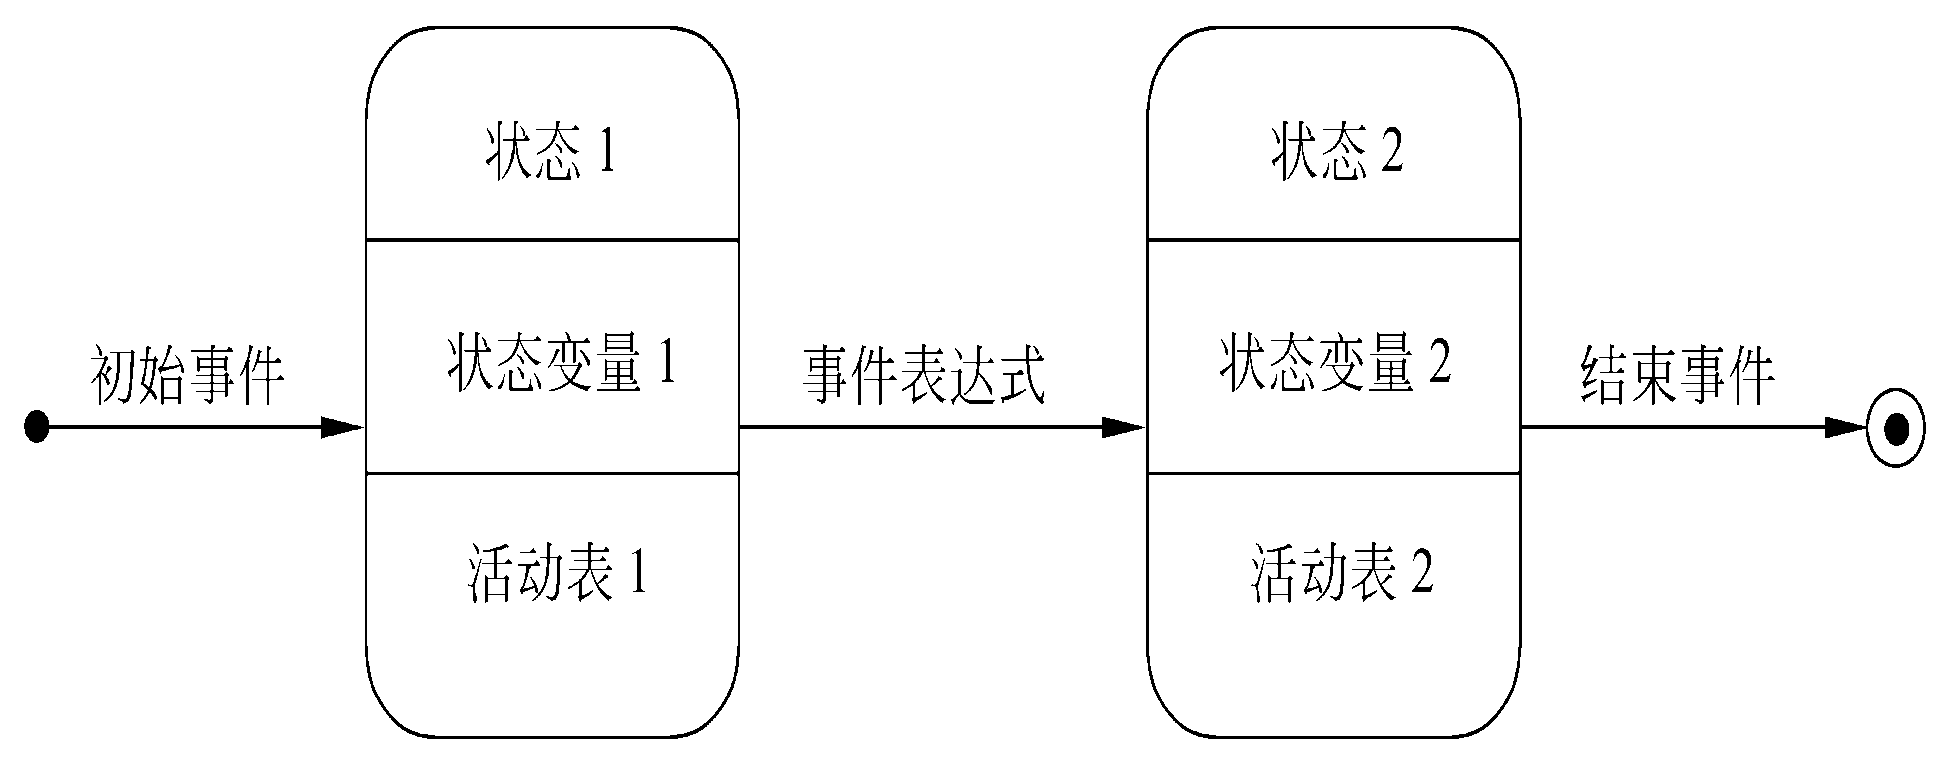 初始事件
状态 1
状态变量 1
活动表 1
事件表达式
状态 2
状态变量 2
活动表 2
结束事件